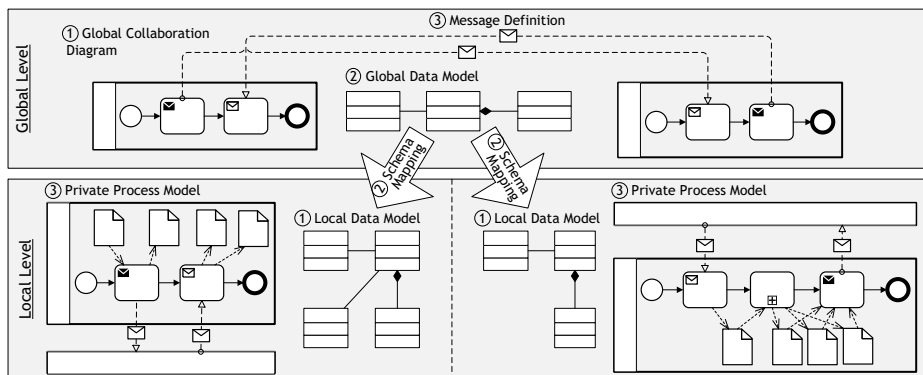 ③ Message Definition
① Global Collaboration
Diagram
② Global Data Model
Global Level
② Schema
Mapping
② Schema
Mapping
③ Private Process Model
③ Private Process Model
① Local Data Model
① Local Data Model
Local Level